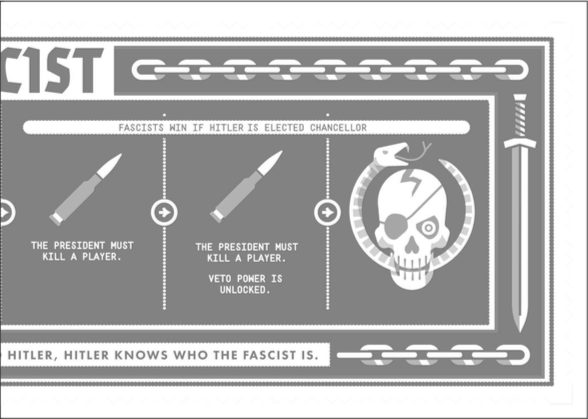 C1ST
FASCISTS WIN IF HITLER IS ELECTED CHANCELLOR
THE PRESIDENT MUST
KILL A PLAYER.
THE PRESIDENT MUST
KILL A PLAYER.
VETO POWER IS
UNLOCKED.
HITLER, HITLER KNOWS WHO THE FASCIST IS.